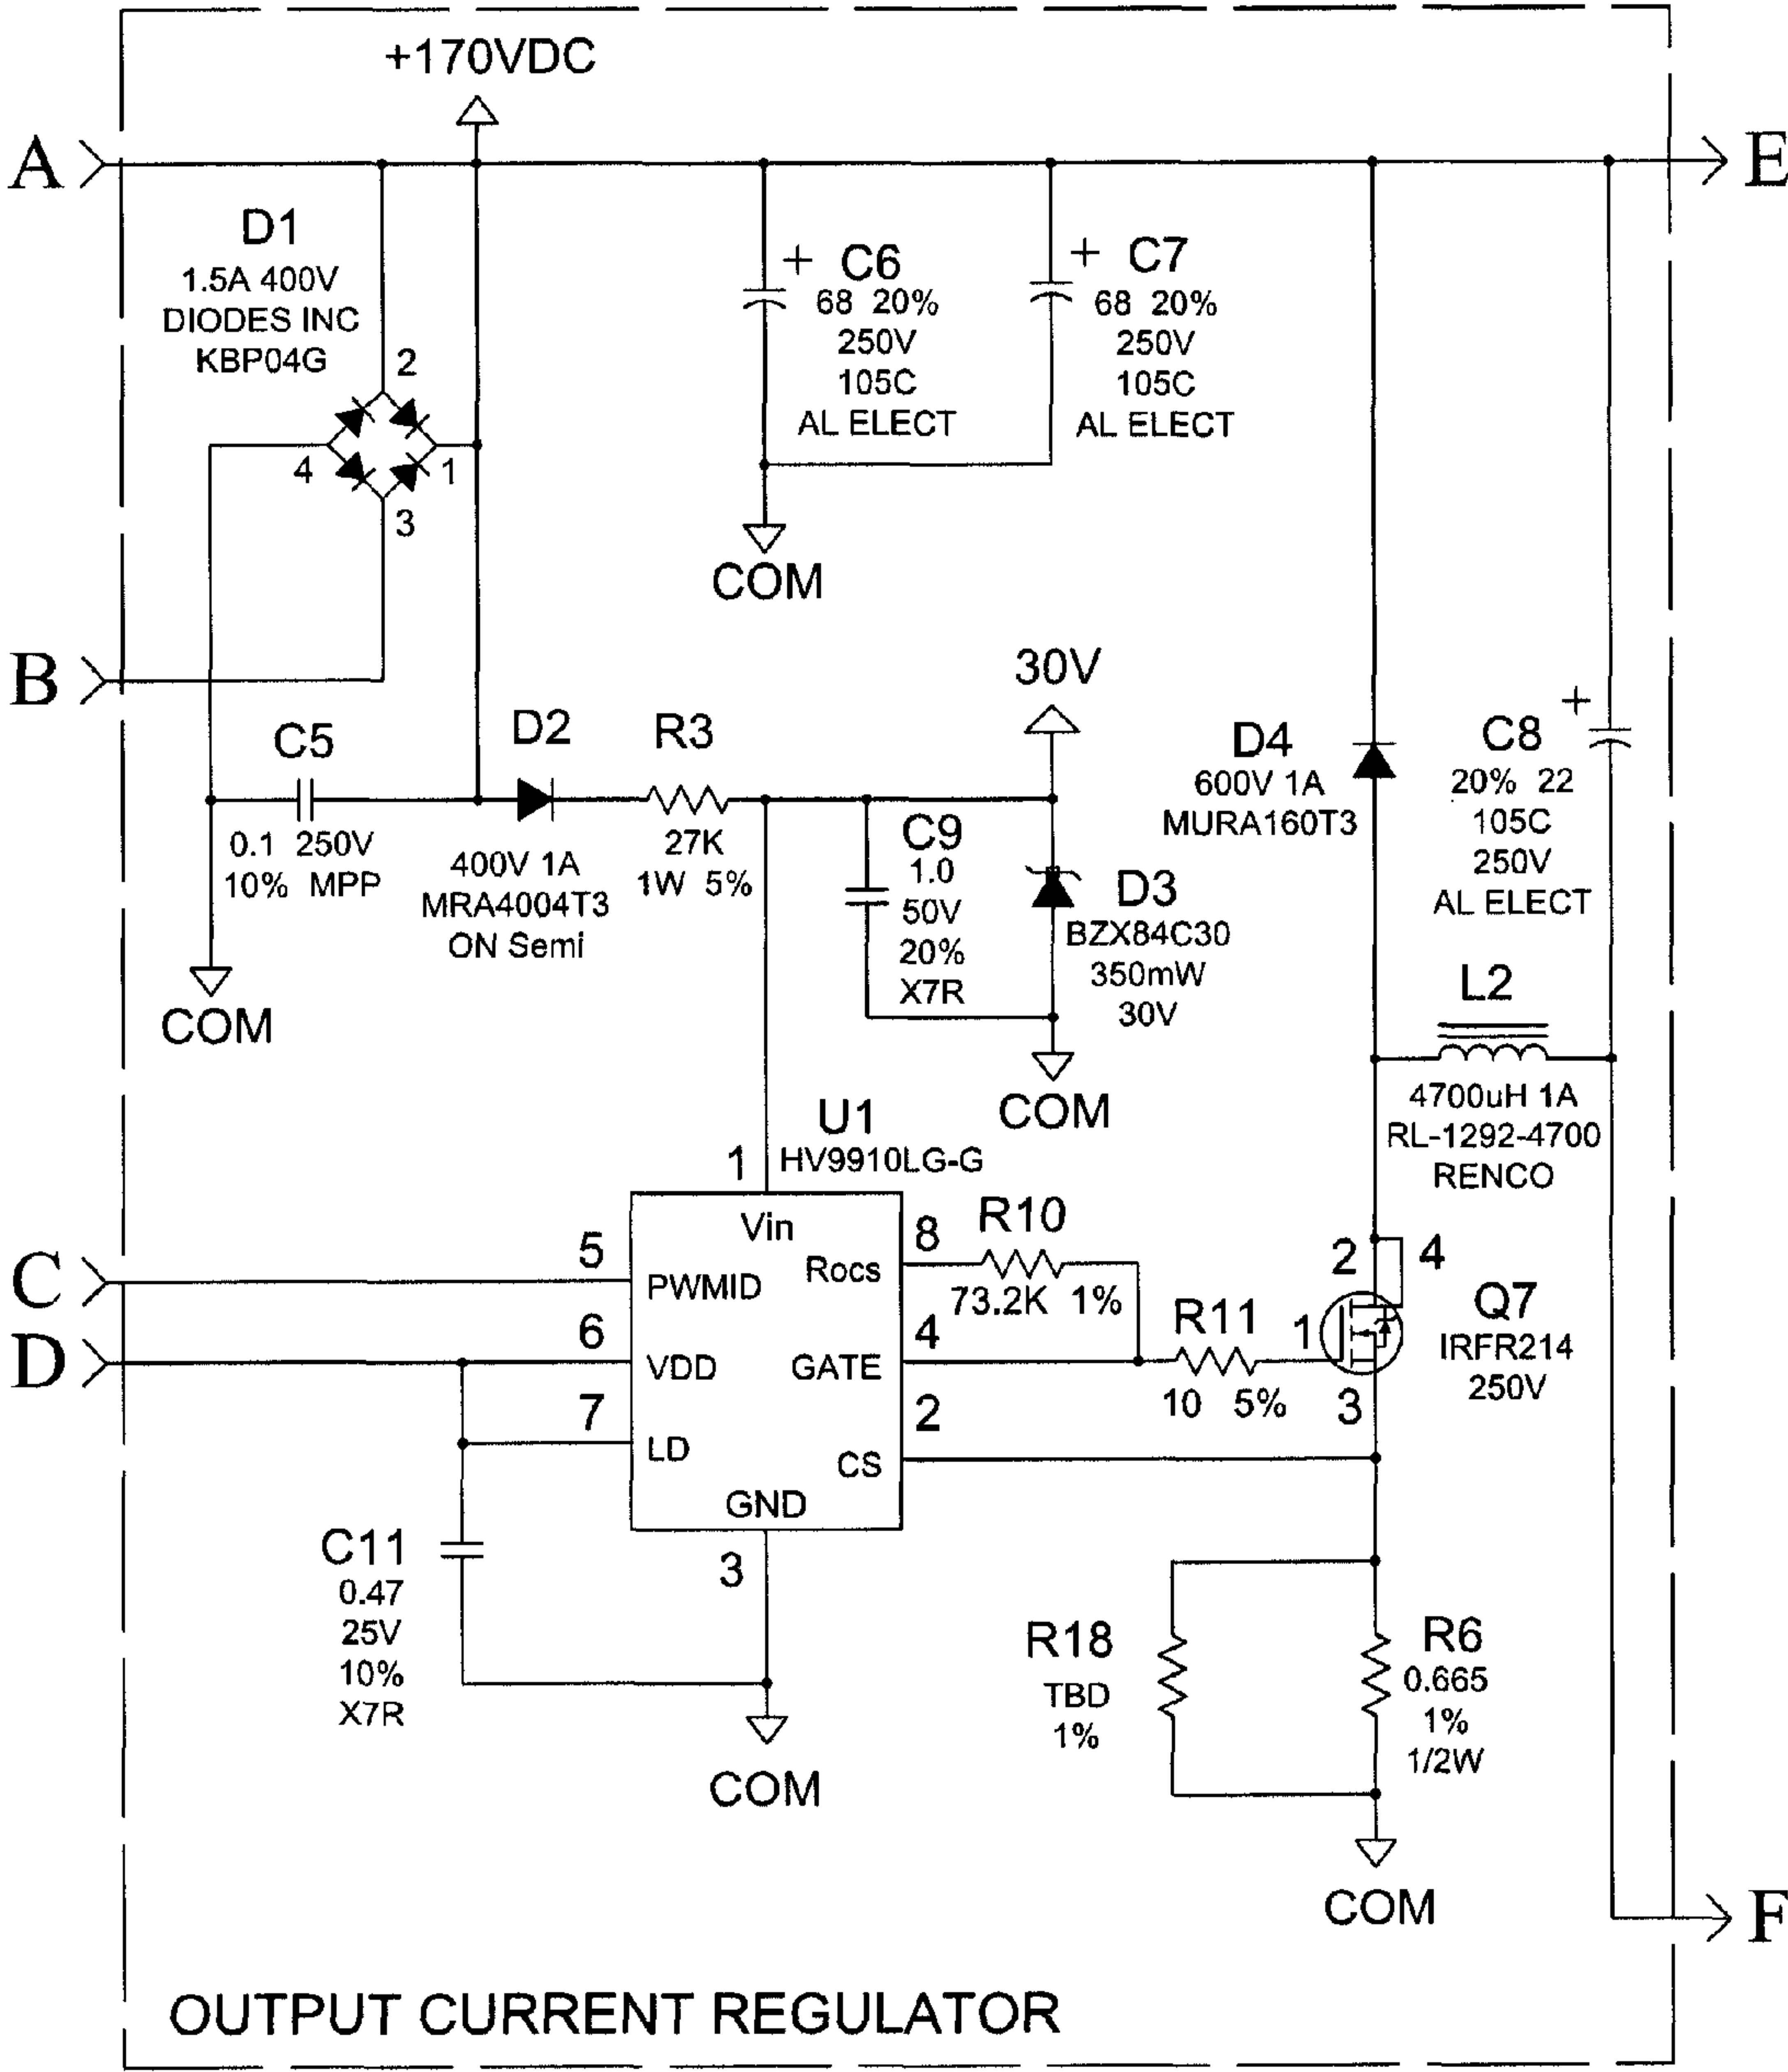 +170VDC
A
E
D1
1.5A 400V
DIODES INC
KBP04G
2
4
1
3
+
C6
68 20%
250V
105C
AL ELECT
+
C7
68 20%
250V
105C
AL ELECT
COM
B
C5
0.1 250V
10% MPP
COM
D2
400V 1A
MRA4004T3
ON Semi
R3
27K
1W 5%
30V
C9
1.0
50V
20%
X7R
D3
BZX84C30
350mW
30V
COM
D4
600V 1A
MURA160T3
+
C8
20% 22
105C
250V
AL ELECT
L2
4700uH 1A
RL-1292-4700
RENCO
U1
HV9910LG-G
1
Vin
C
5
PWMID
D
6
VDD
7
LD
GND
3
8
Rocs
4
GATE
2
CS
R10
73.2K 1%
R11
10 5%
2
4
1
3
Q7
IRFR214
250V
C11
0.47
25V
10%
X7R
COM
R18
TBD
1%
R6
0.665
1%
1/2W
COM
F
OUTPUT CURRENT REGULATOR